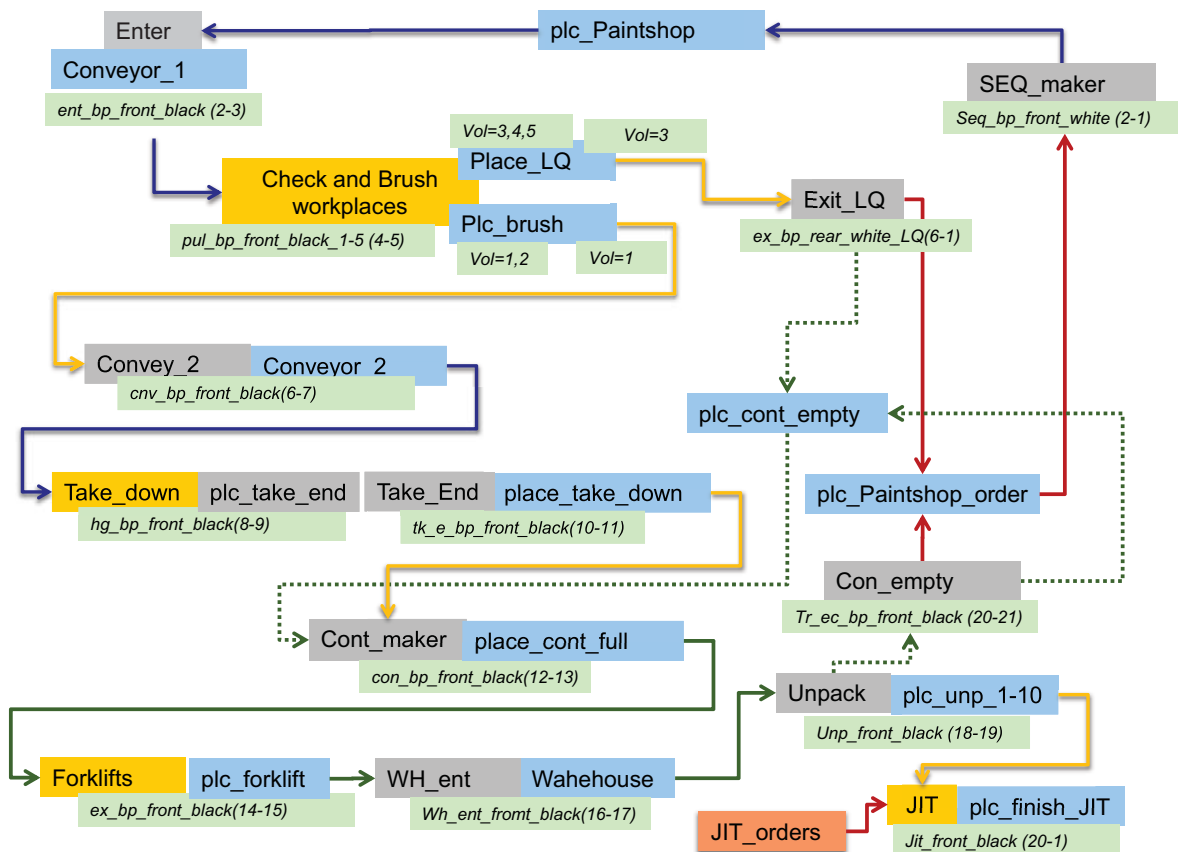 Enter
plc_Paintshop
Conveyor_1
SEQ_maker
ent_bp_front_black (2-3)
Seq_bp_front_white (2-1)
Vol=3,4,5
Vol=3
Place_LQ
Check and Brush
workplaces
Exit_LQ
Plc_brush
pul_bp_front_black_1-5 (4-5)
ex_bp_rear_white_LQ(6-1)
Vol=1,2
Vol=1
Convey_2
Conveyor_2
cnv_bp_front_black(6-7)
plc_cont_empty
Take_down
plc_take_end
Take_End
place_take_down
plc_Paintshop_order
hg_bp_front_black(8-9)
tk_e_bp_front_black(10-11)
Con_empty
Tr_ec_bp_front_black (20-21)
Cont_maker
place_cont_full
con_bp_front_black(12-13)
Unpack
plc_unp_1-10
Unp_front_black (18-19)
Forklifts
plc_forklift
WH_ent
Wahehouse
ex_bp_front_black(14-15)
Wh_ent_fromt_black(16-17)
JIT
plc_finish_JIT
JIT_orders
Jit_front_black (20-1)